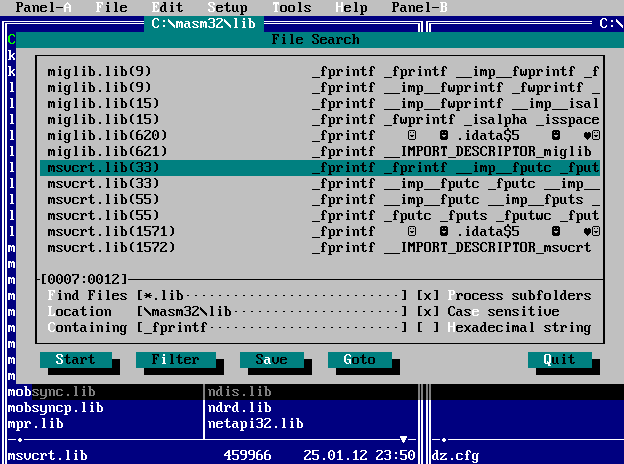 Panel-A File Edit Setup Tools Help Panel-B
C:\masm32\lib C:\
File Search
miglib.lib(9) _fprintf _fprintf __imp__fwprintf _f
miglib.lib(9) _fprintf __imp__fwprintf _fwprintf
miglib.lib(15) _fprintf __imp__fwprintf __imp__isal
miglib.lib(15) _fprintf _fwprintf _isalpha _isspace
miglib.lib(620) _fprintf .idata$5
miglib.lib(621) _fprintf __IMPORT_DESCRIPTOR_miglib
msvcrt.lib(33) _fprintf _fprintf __imp__fputc _fput
msvcrt.lib(33) _fprintf __imp__fputc _fputc __imp__
msvcrt.lib(55) _fprintf __imp__fputc __imp__fputs _
msvcrt.lib(55) _fprintf _fputc _fputs _fputwc _fput
msvcrt.lib(1571) _fprintf .idata$5
msvcrt.lib(1572) _fprintf __IMPORT_DESCRIPTOR_msvcrt
[0007:0012]
Find Files [*.lib] [x] Process subfolders
Location [\masm32\lib] [x] Case sensitive
Containing [_fprintf] [ ] Hexadecimal string
Start Filter Save Goto Quit
mobsync.lib ndis.lib
mobsyncp.lib ndrd.lib
mpr.lib netapi32.lib
msvcrt.lib 459966 25.01.12 23:50 dz.cfg